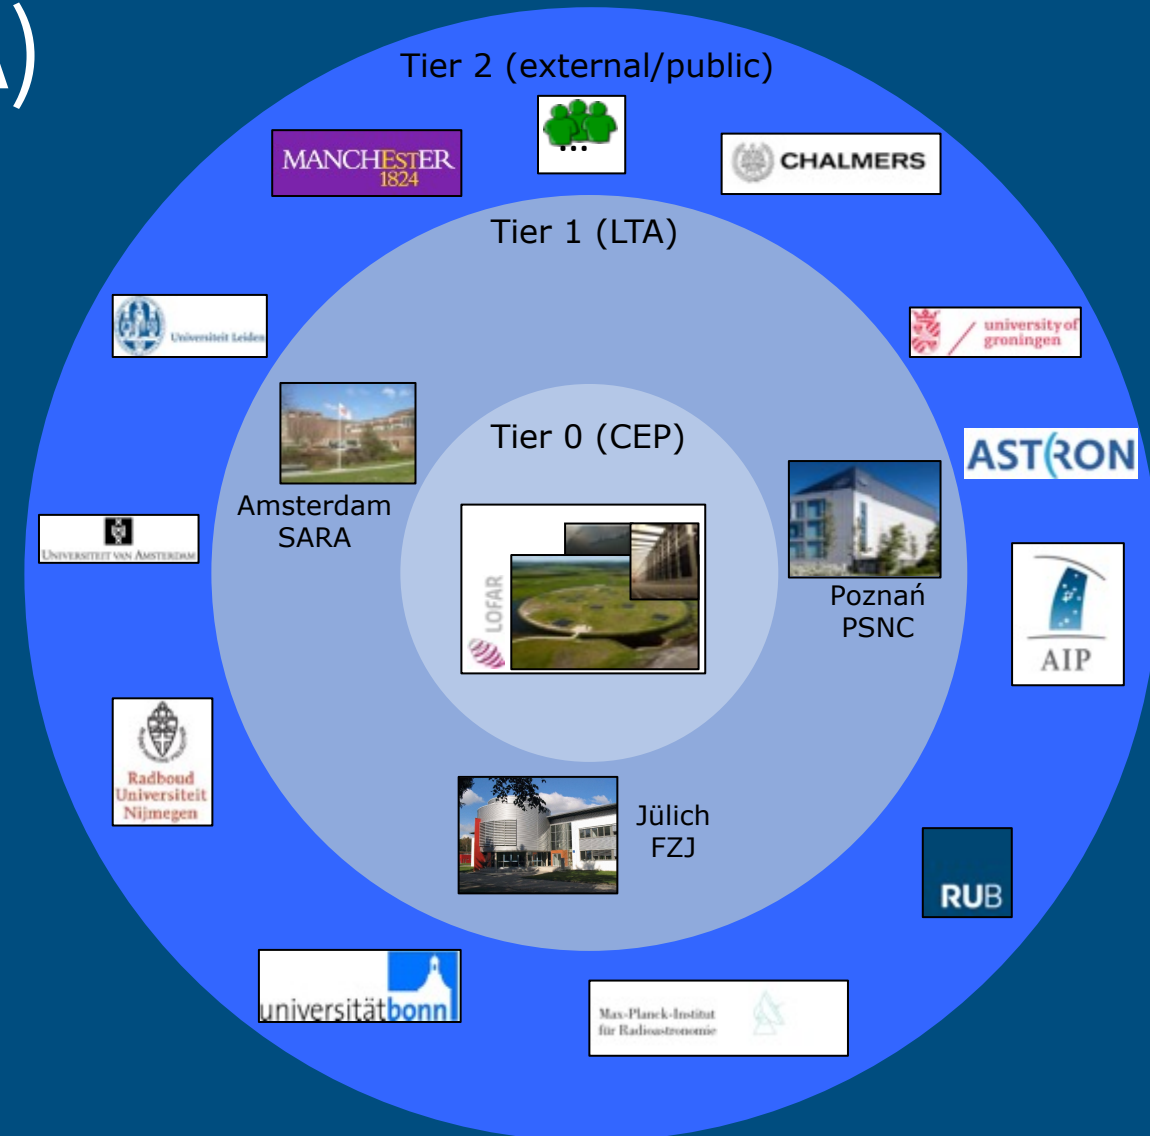 A)
Tier 2 (external/public)
...
MANCHESTER
1824
CHALMERS
Tier 1 (LTA)
Universiteit Leiden
university of
groningen
Tier 0 (CEP)
ASTRON
Amsterdam
SARA
UNIVERSITEIT VAN AMSTERDAM
LOFAR
Poznań
PSNC
AIP
Radboud
Universiteit
Nijmegen
Jülich
FZJ
RUB
universitätbonn
Max-Planck-Institut
für Radioastronomie